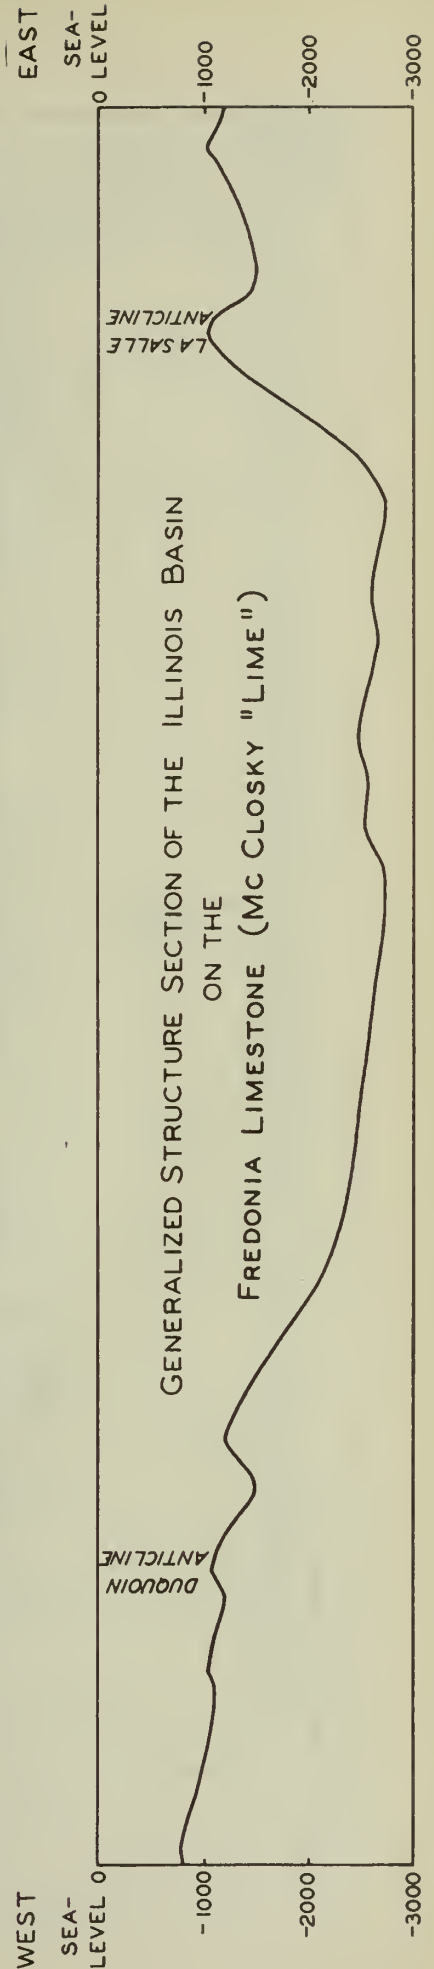 WEST
SEA-
LEVEL 0
-1000
-2000
-3000
DUQUOIN
ANTICLINE
GENERALIZED STRUCTURE SECTION OF THE ILLINOIS BASIN
ON THE
FREDONIA LIMESTONE (MC CLOSKY "LIME")
LA SALLE
ANTICLINE
EAST
SEA-
0 LEVEL
-1000
-2000
-3000